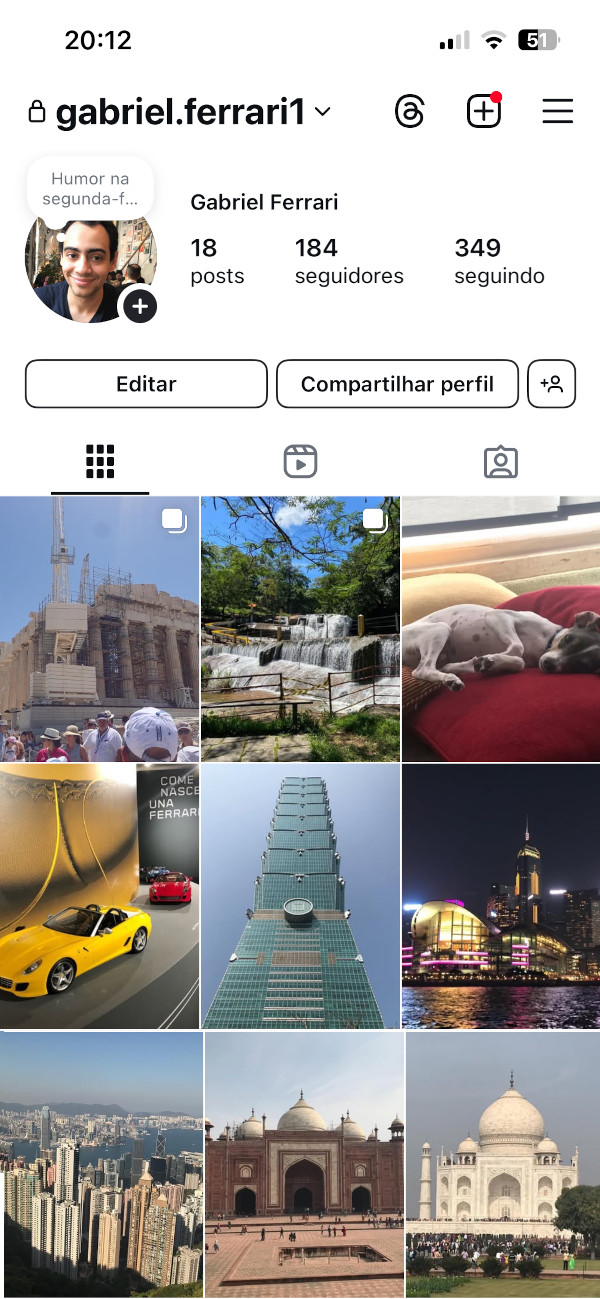 20:12
51
gabriel.ferrari1
Humor na
segunda-f...
Gabriel Ferrari
18
posts
184
seguidores
349
seguindo
Editar
Compartilhar perfil
COME
NASCE
UNA
FERRARI